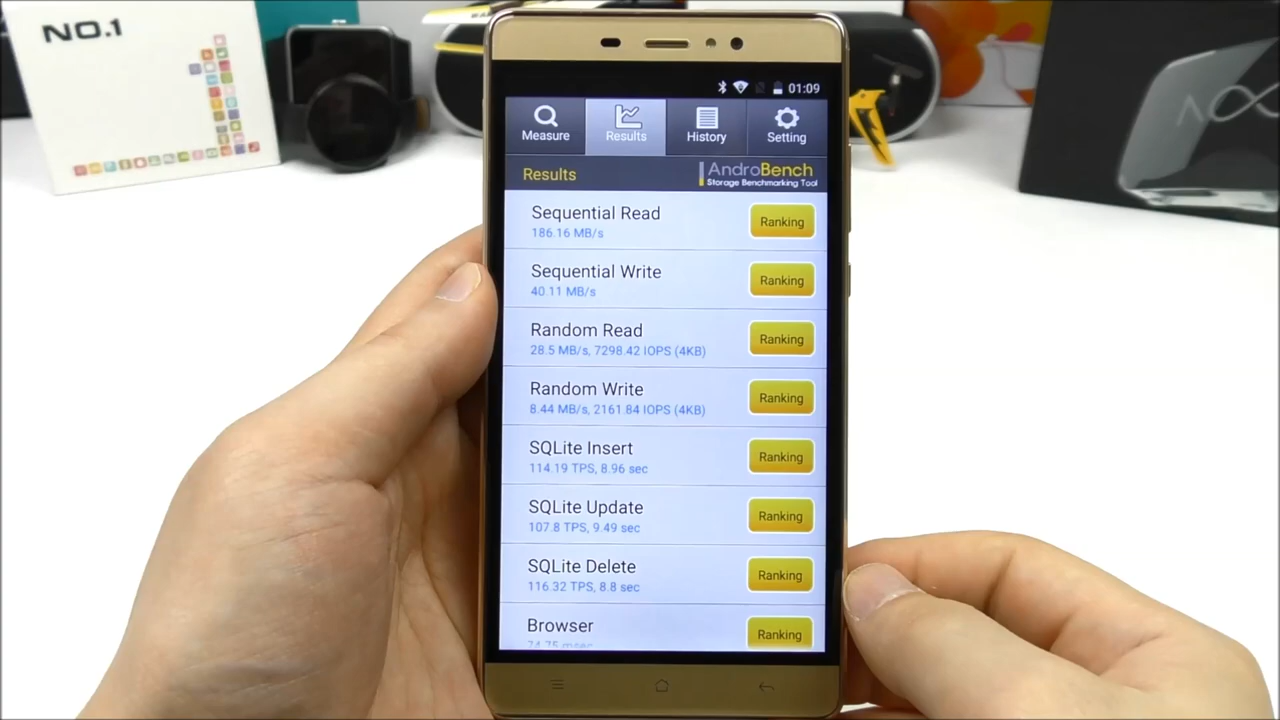 NO.1
01:09
Measure
Results
History
Setting
Results
AndroBench
Storage Benchmarking Tool
Sequential Read
186.16 MB/s
Ranking
Sequential Write
40.11 MB/s
Ranking
Random Read
28.5 MB/s, 7298.42 IOPS (4KB)
Ranking
Random Write
8.44 MB/s, 2161.84 IOPS (4KB)
Ranking
SQLite Insert
114.19 TPS, 8.96 sec
Ranking
SQLite Update
107.8 TPS, 9.49 sec
Ranking
SQLite Delete
116.32 TPS, 8.8 sec
Ranking
Browser
74.75 msec
Ranking